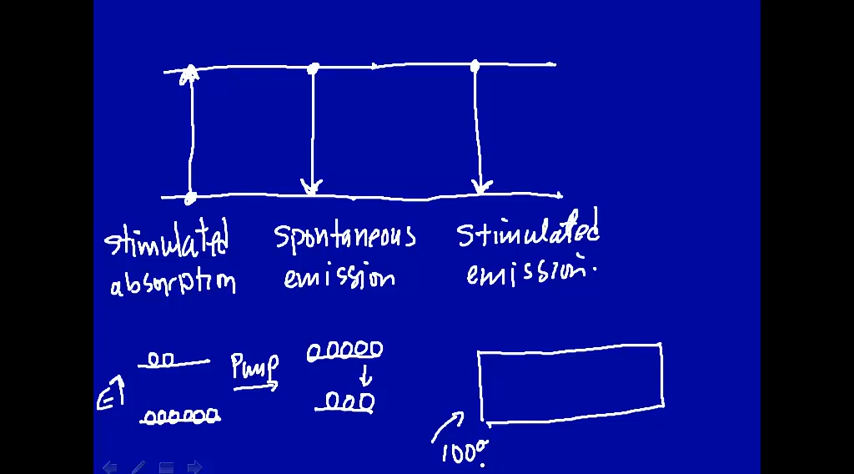 stimulated
absorption
spontaneous
emission
stimulated
emission.
E
Pump
100%